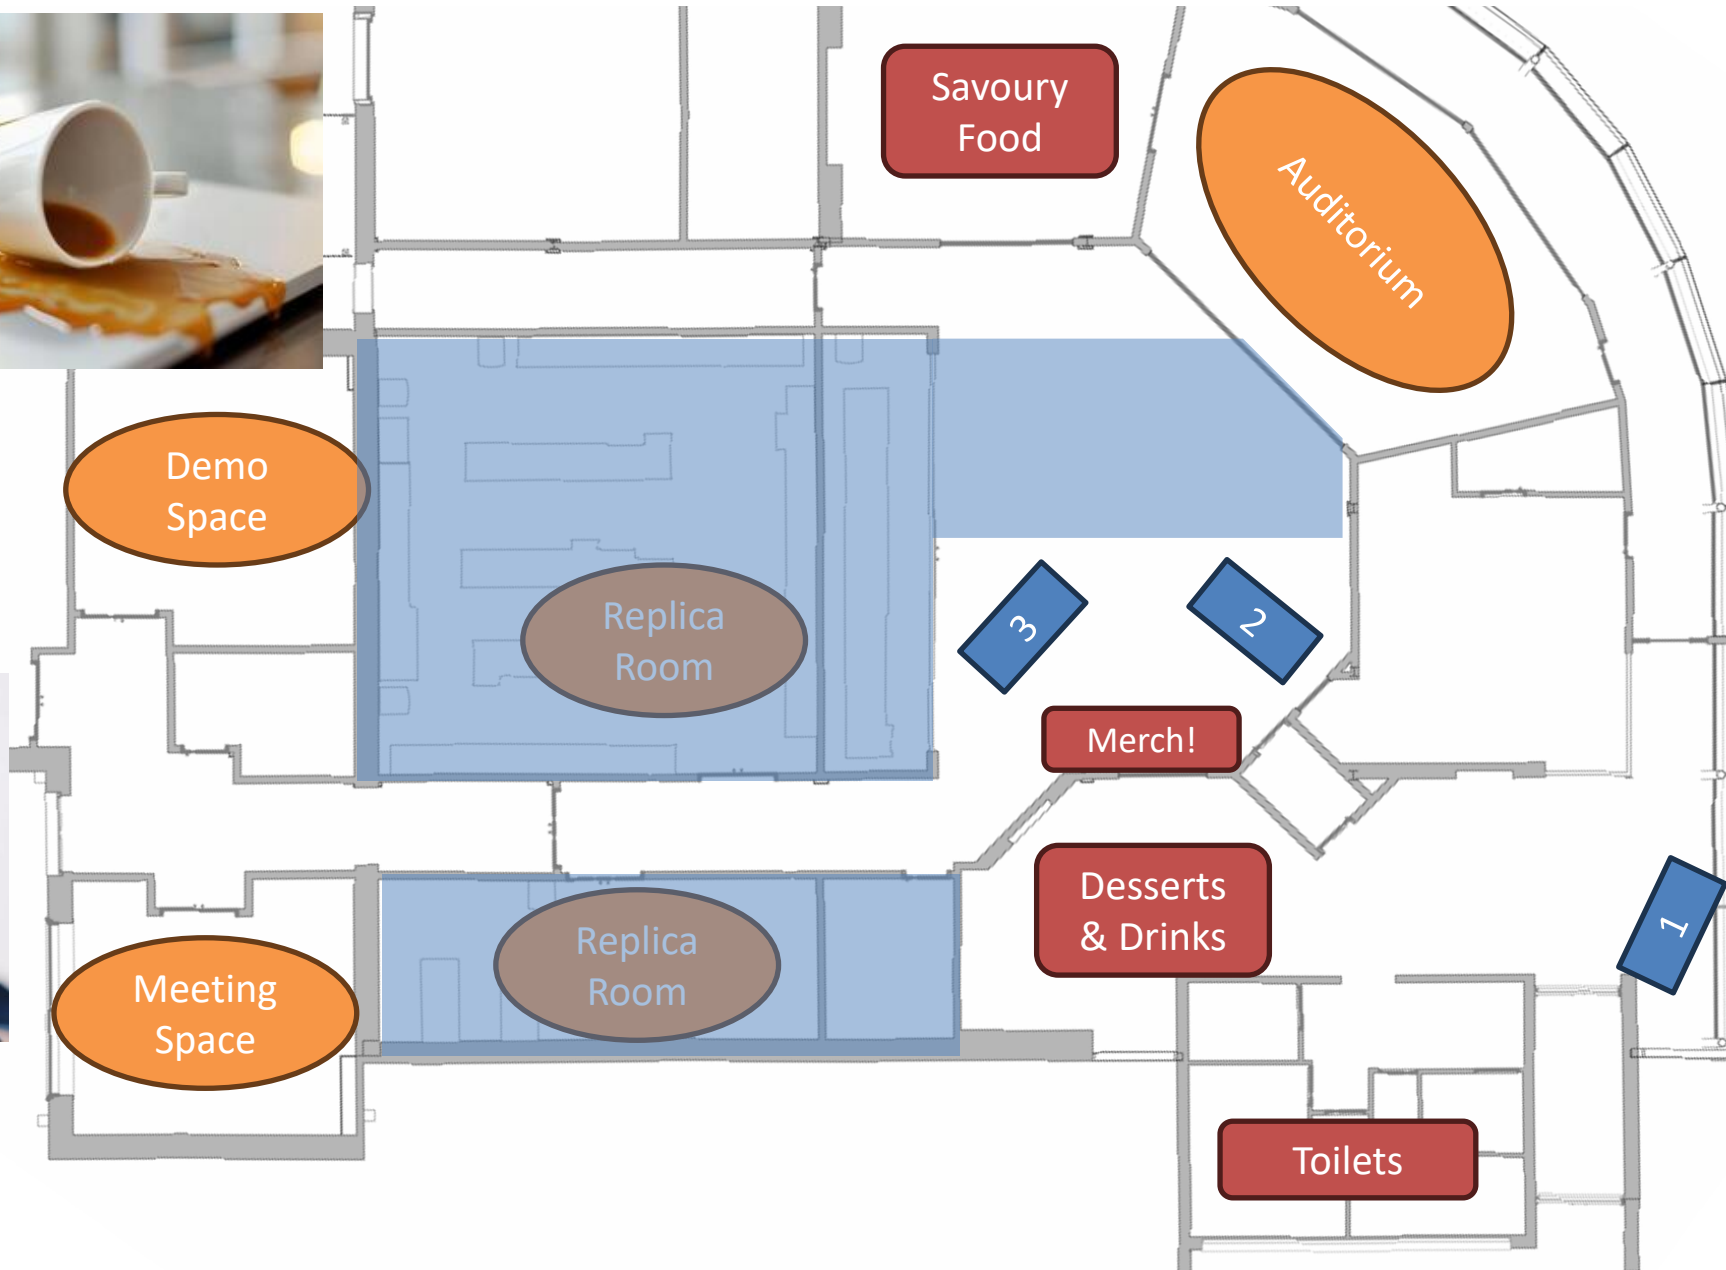 Savoury
Food
Auditorium
Demo
Space
Replica
Room
3
2
Merch!
Desserts
& Drinks
1
Replica
Room
Meeting
Space
Toilets